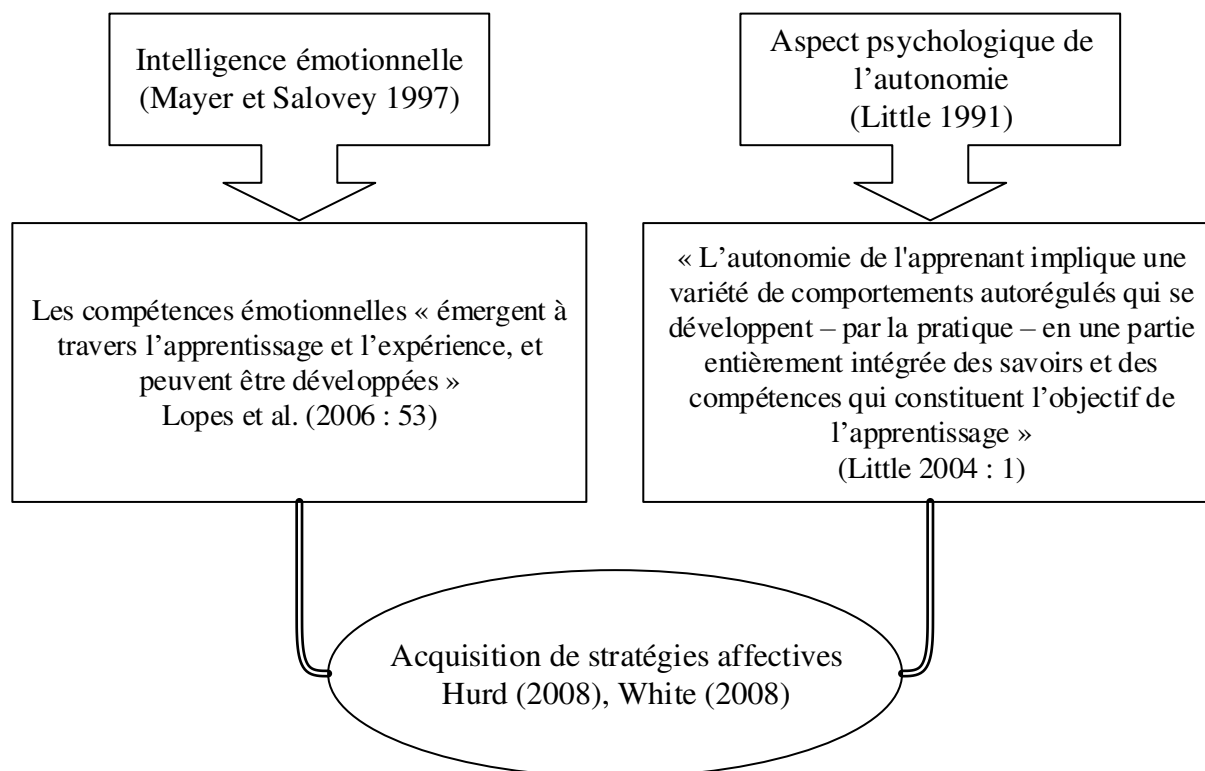 Intelligence émotionnelle
(Mayer et Salovey 1997)
Aspect psychologique de
l’autonomie
(Little 1991)
Les compétences émotionnelles « émergent à
travers l’apprentissage et l’expérience, et
peuvent être développées »
Lopes et al. (2006 : 53)
« L’autonomie de l'apprenant implique une
variété de comportements autorégulés qui se
développent – par la pratique – en une partie
entièrement intégrée des savoirs et des
compétences qui constituent l’objectif de
l’apprentissage »
(Little 2004 : 1)
Acquisition de stratégies affectives
Hurd (2008), White (2008)